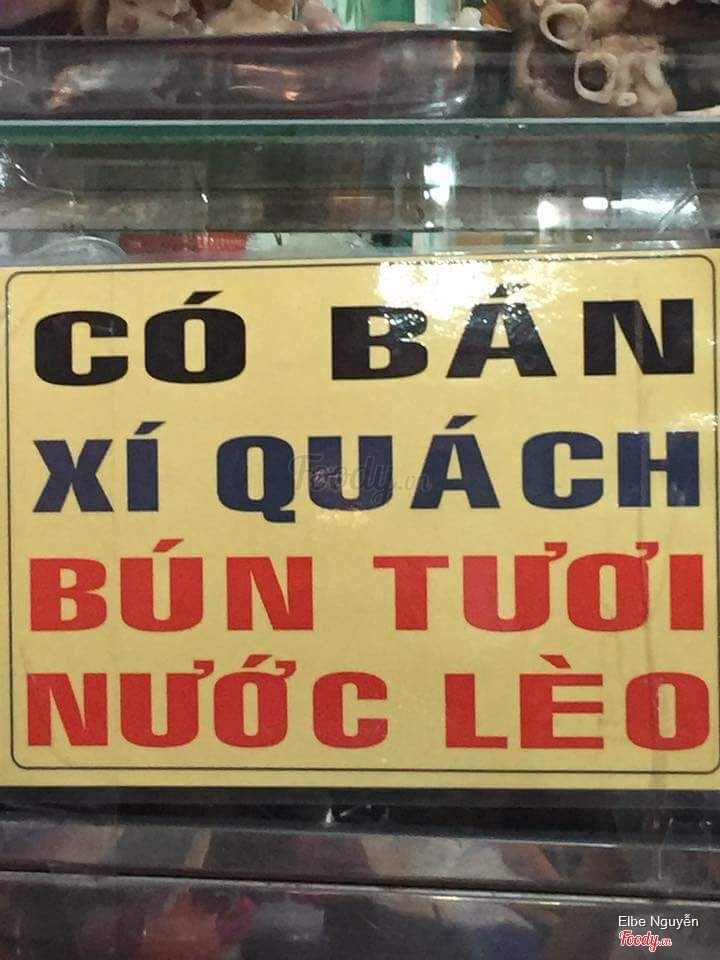 CÓ BÁN
XÍ QUÁCH
Foody.vn
BÚN TƯƠI
NƯỚC LÈO
Elbe Nguyễn
Foody.vn